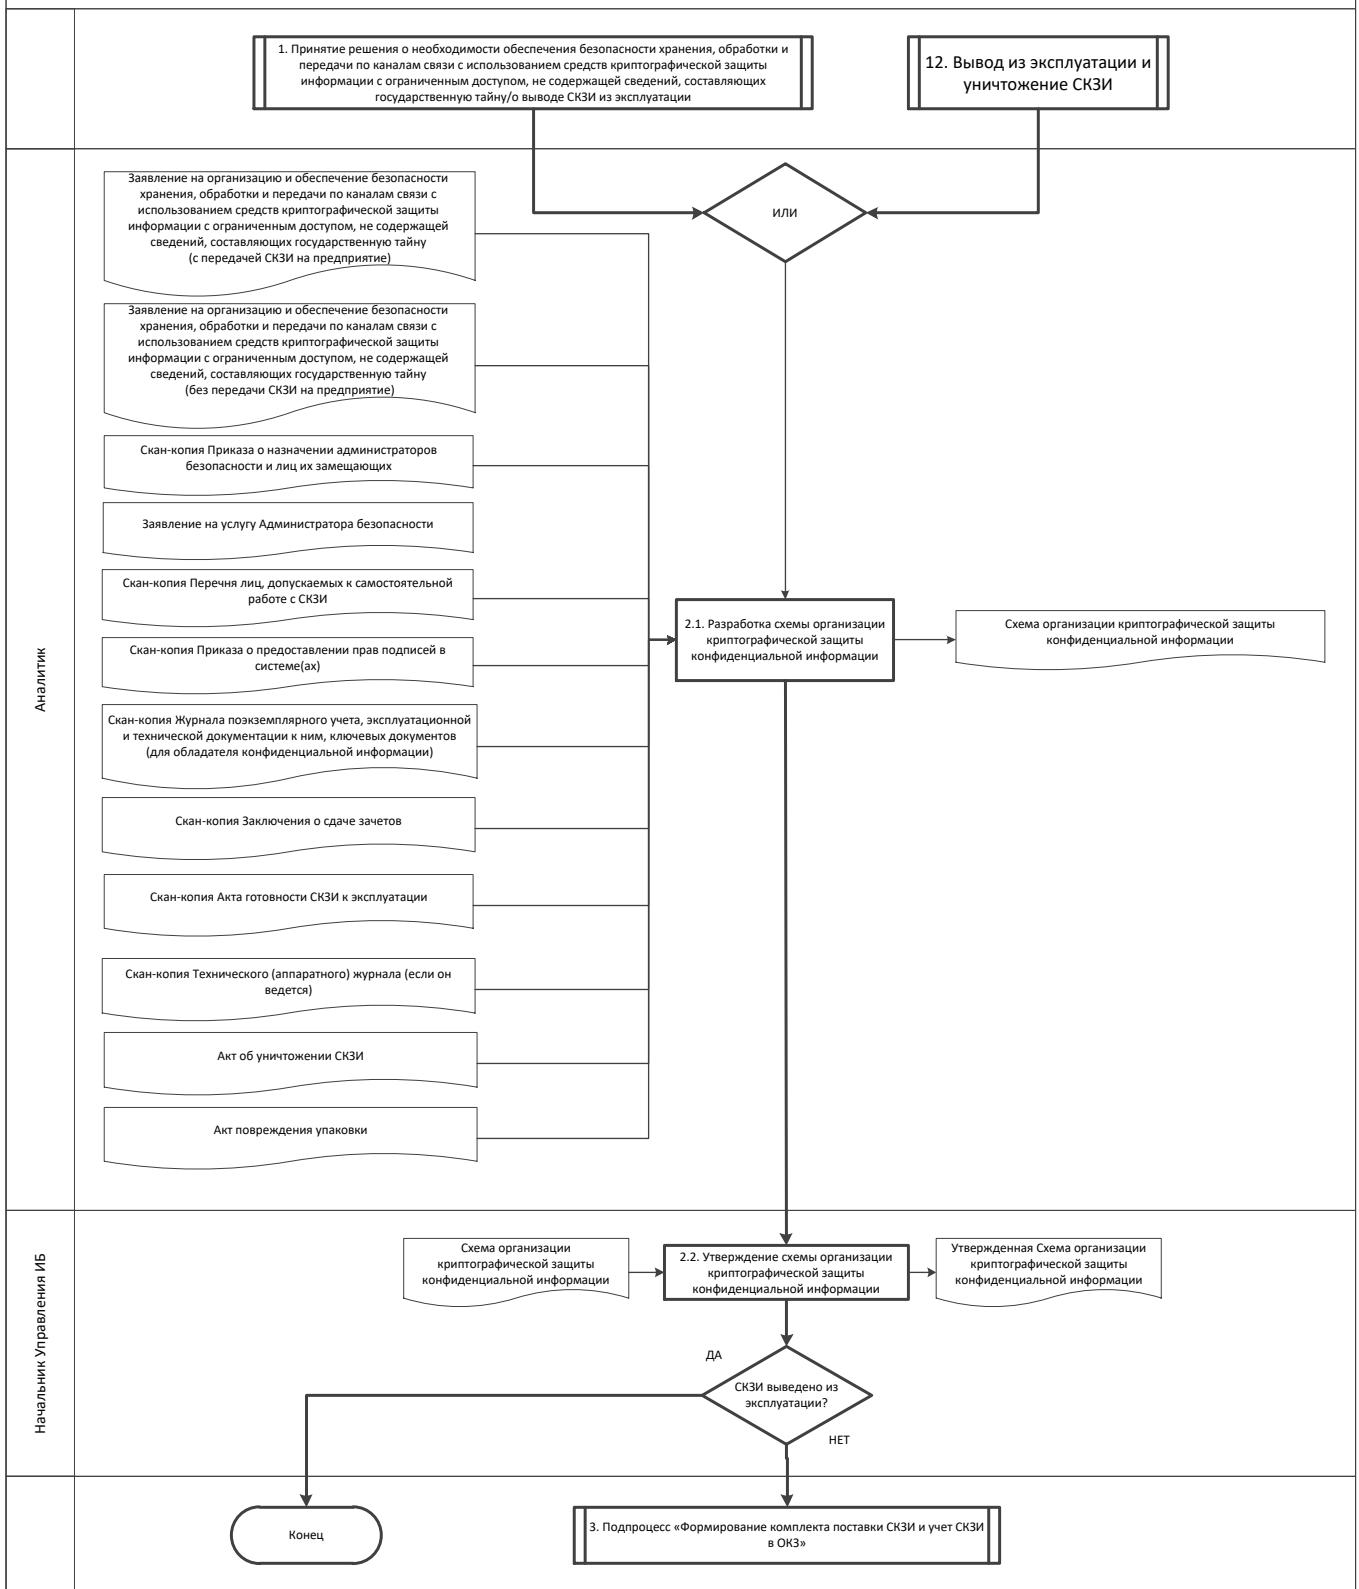 1. Принятие решения о необходимости обеспечения безопасности хранения, обработки и
передачи по каналам связи с использованием средств криптографической защиты
информации с ограниченным доступом, не содержащей сведений, составляющих
государственную тайну/о выводе СКЗИ из эксплуатации
12. Вывод из эксплуатации и
уничтожение СКЗИ
Аналитик
Заявление на организацию и обеспечение безопасности
хранения, обработки и передачи по каналам связи с
использованием средств криптографической защиты
информации с ограниченным доступом, не содержащей
сведений, составляющих государственную тайну
(с передачей СКЗИ на предприятие)
ИЛИ
Заявление на организацию и обеспечение безопасности
хранения, обработки и передачи по каналам связи с
использованием средств криптографической защиты
информации с ограниченным доступом, не содержащей
сведений, составляющих государственную тайну
(без передачи СКЗИ на предприятие)
Скан-копия Приказа о назначении администраторов
безопасности и лиц их замещающих
Заявление на услугу Администратора безопасности
Скан-копия Перечня лиц, допускаемых к самостоятельной
работе с СКЗИ
Скан-копия Приказа о предоставлении прав подписей в
системе(ах)
2.1. Разработка схемы организации
криптографической защиты
конфиденциальной информации
Схема организации криптографической защиты
конфиденциальной информации
Скан-копия Журнала поэкземплярного учета, эксплуатационной
и технической документации к ним, ключевых документов
(для обладателя конфиденциальной информации)
Скан-копия Заключения о сдаче зачетов
Скан-копия Акта готовности СКЗИ к эксплуатации
Скан-копия Технического (аппаратного) журнала (если он
ведется)
Акт об уничтожении СКЗИ
Акт повреждения упаковки
Начальник Управления ИБ
Схема организации
криптографической защиты
конфиденциальной информации
2.2. Утверждение схемы организации
криптографической защиты
конфиденциальной информации
Утвержденная Схема организации
криптографической защиты
конфиденциальной информации
ДА
СКЗИ выведено из
эксплуатации?
НЕТ
Конец
3. Подпроцесс «Формирование комплекта поставки СКЗИ и учет СКЗИ
в ОКЗ»